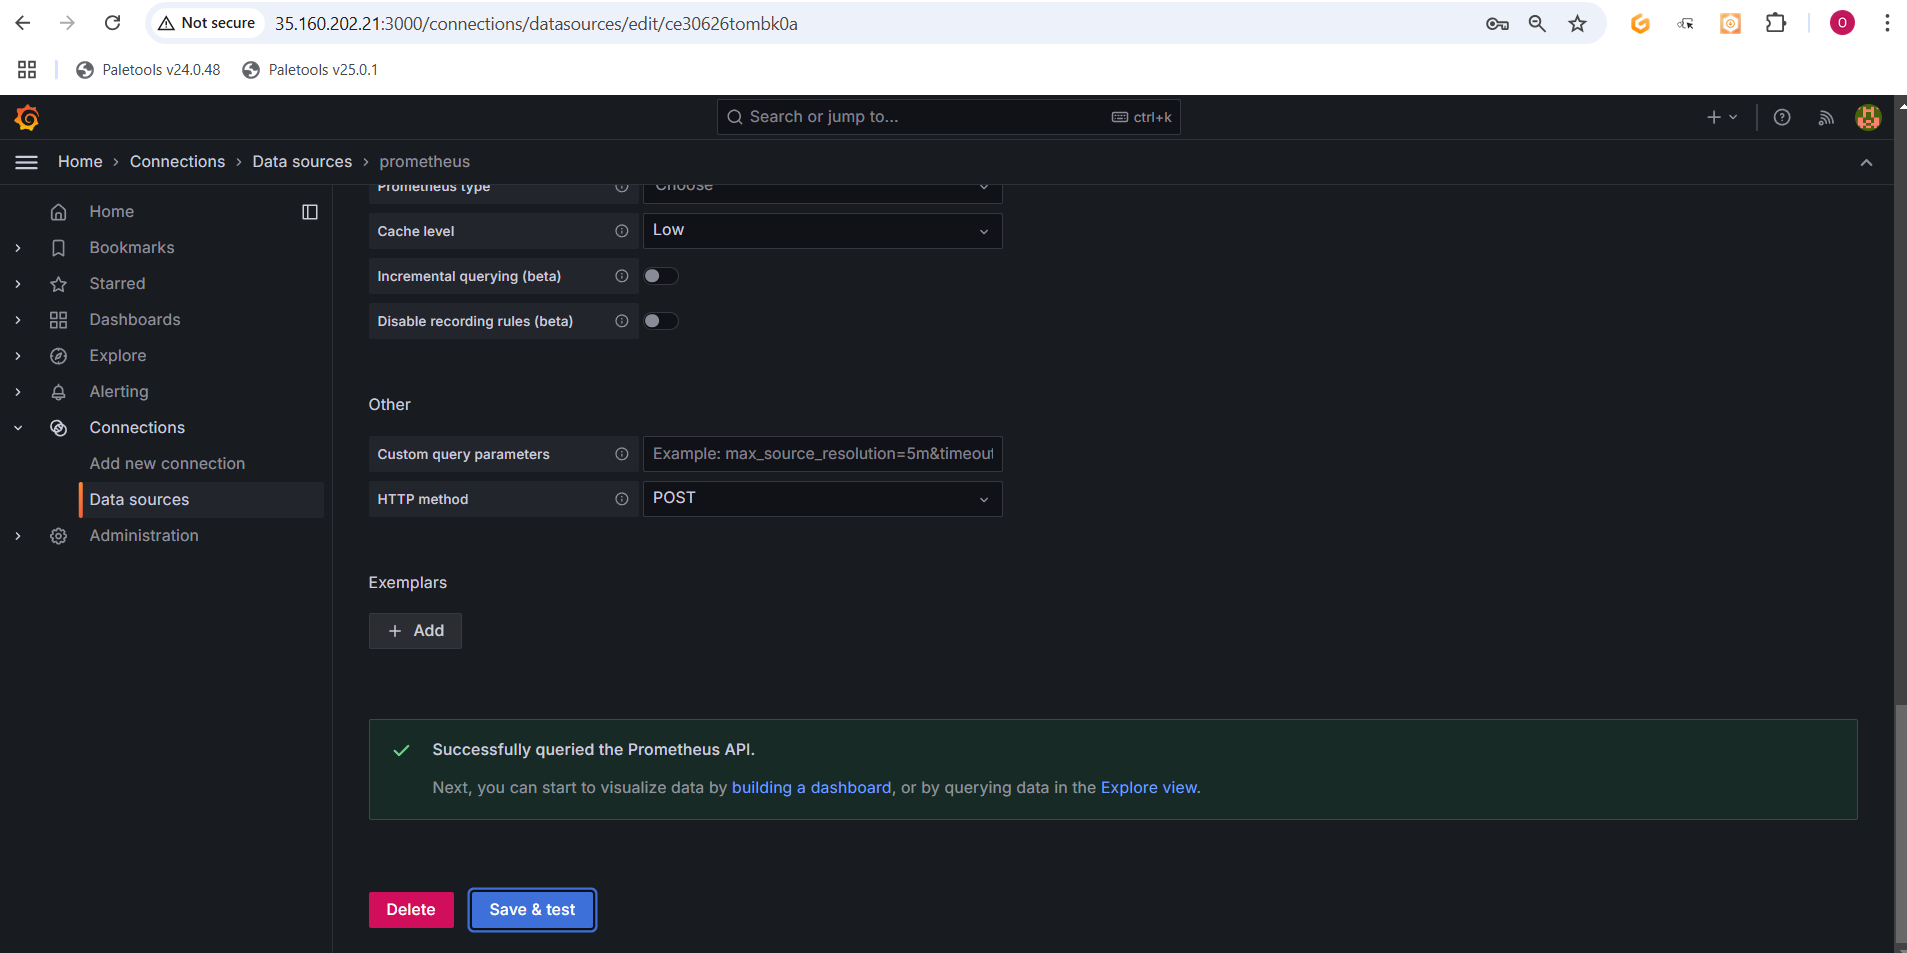 Not secure
35.160.202.21:3000/connections/datasources/edit/ce30626tombk0a
O
Paletools v24.0.48
Paletools v25.0.1
Search or jump to...
ctrl+k
Home › Connections › Data sources › prometheus
Home
Bookmarks
Starred
Dashboards
Explore
Alerting
Connections
Add new connection
Data sources
Administration
Prometheus type
Choose
Cache level
Low
Incremental querying (beta)
Disable recording rules (beta)
Other
Custom query parameters
Example: max_source_resolution=5m&timeout
HTTP method
POST
Exemplars
+ Add
Successfully queried the Prometheus API.
Next, you can start to visualize data by building a dashboard, or by querying data in the Explore view.
Delete
Save & test